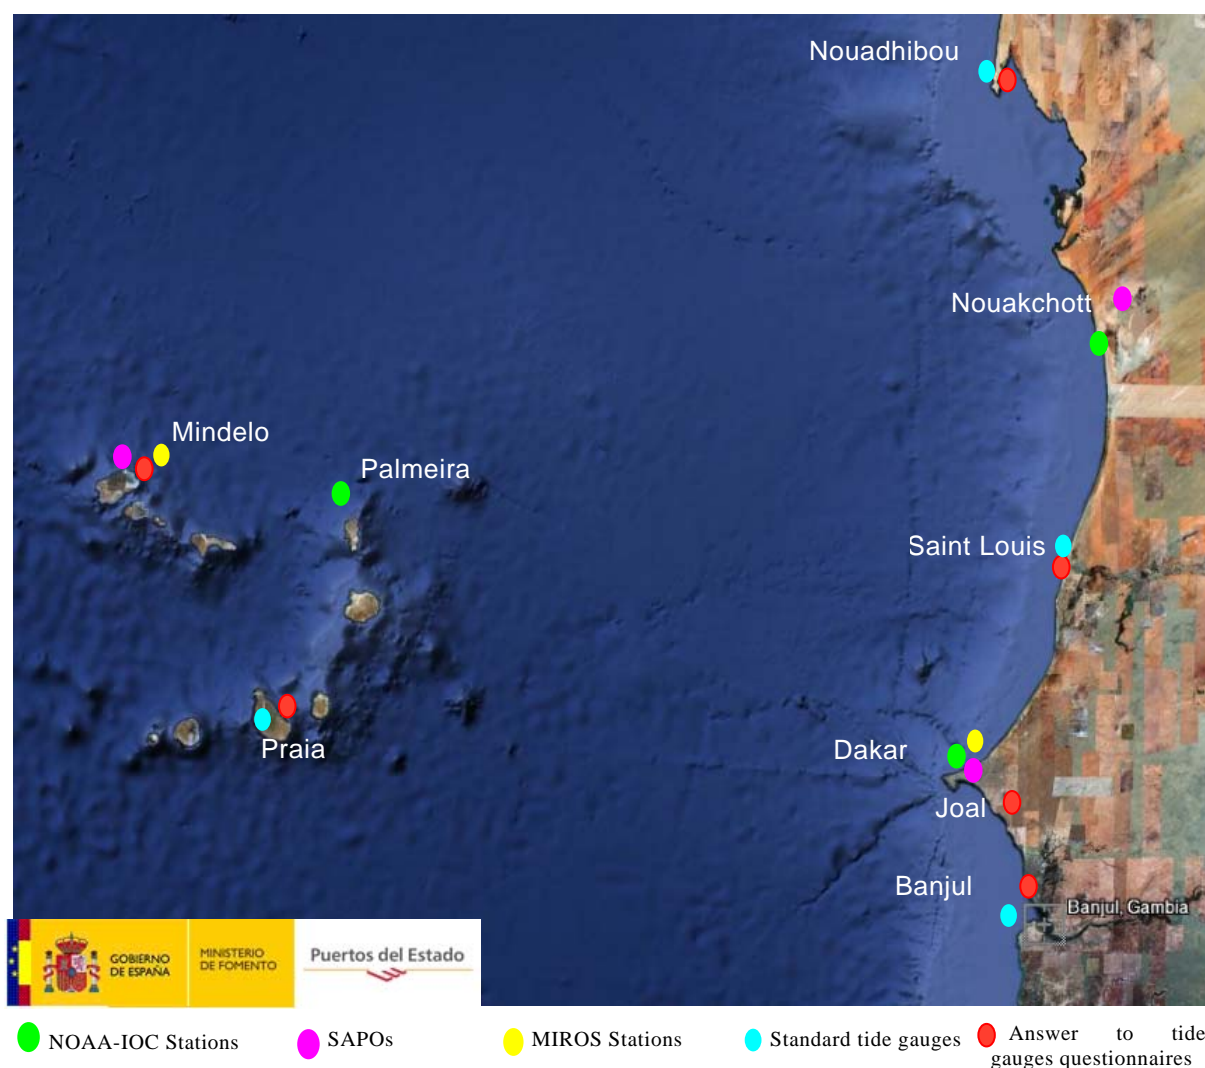 Nouadhibou
Nouakchott
Mindelo
Palmeira
Saint Louis
Praia
Dakar
Joal
Banjul
Banjul, Gambia
GOBIERNO
DE ESPAÑA
MINISTERIO
DE FOMENTO
Puertos del Estado
NOAA-IOC Stations
SAPOs
MIROS Stations
Standard tide gauges
Answer to tide
gauges questionnaires